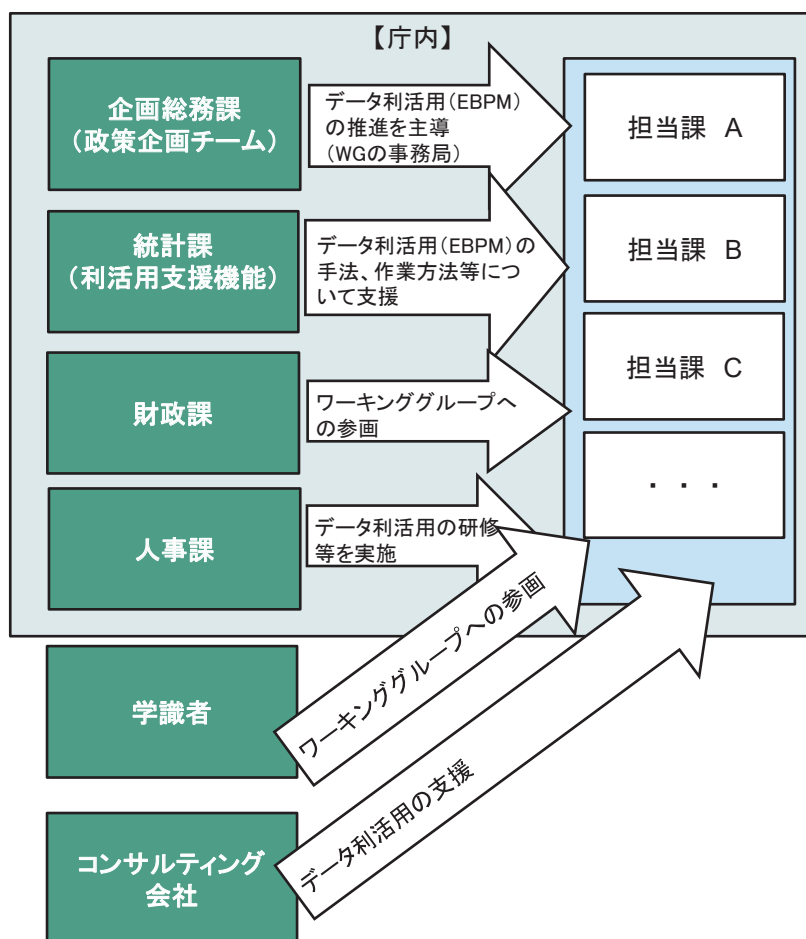 【庁内】
企画総務課
（政策企画チーム）
データ利活用（EBPM）
の推進を主導
（WGの事務局）
担当課 A
統計課
（利活用支援機能）
データ利活用（EBPM）の
手法、作業方法等につ
いて支援
担当課 B
財政課
ワーキンググループへ
の参画
担当課 C
・・・
人事課
データ利活用の研修
等を実施
学識者
ワーキンググループへの参画
コンサルティング
会社
データ利活用の支援